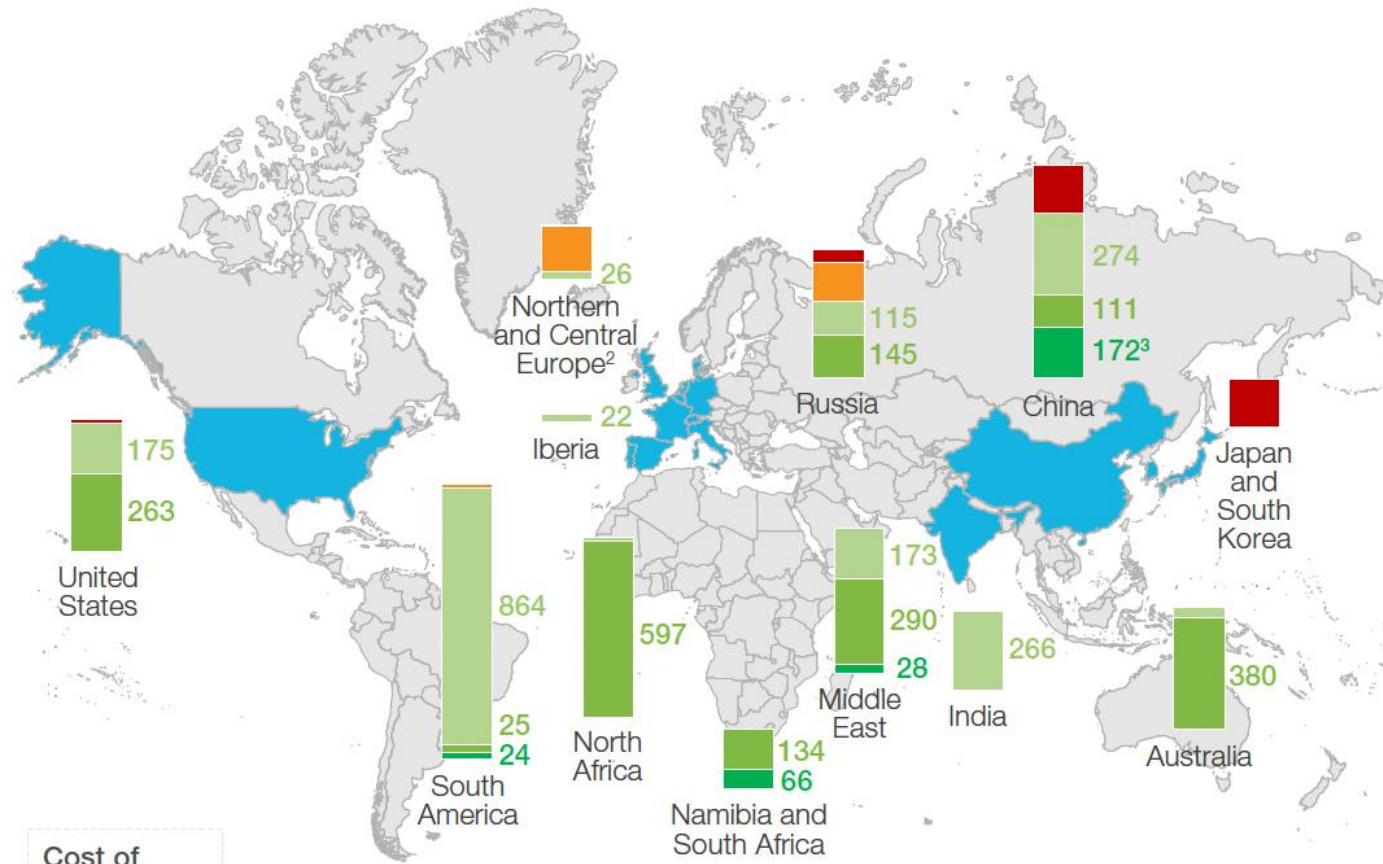 274
111
172³
China
115
145
Russia
26
Northern
and Central
Europe²
22
Iberia
Japan
and
South
Korea
175
263
United
States
864
25
24
South
America
597
North
Africa
134
66
Namibia and
South Africa
173
290
28
Middle
East
266
India
380
Australia
Cost of